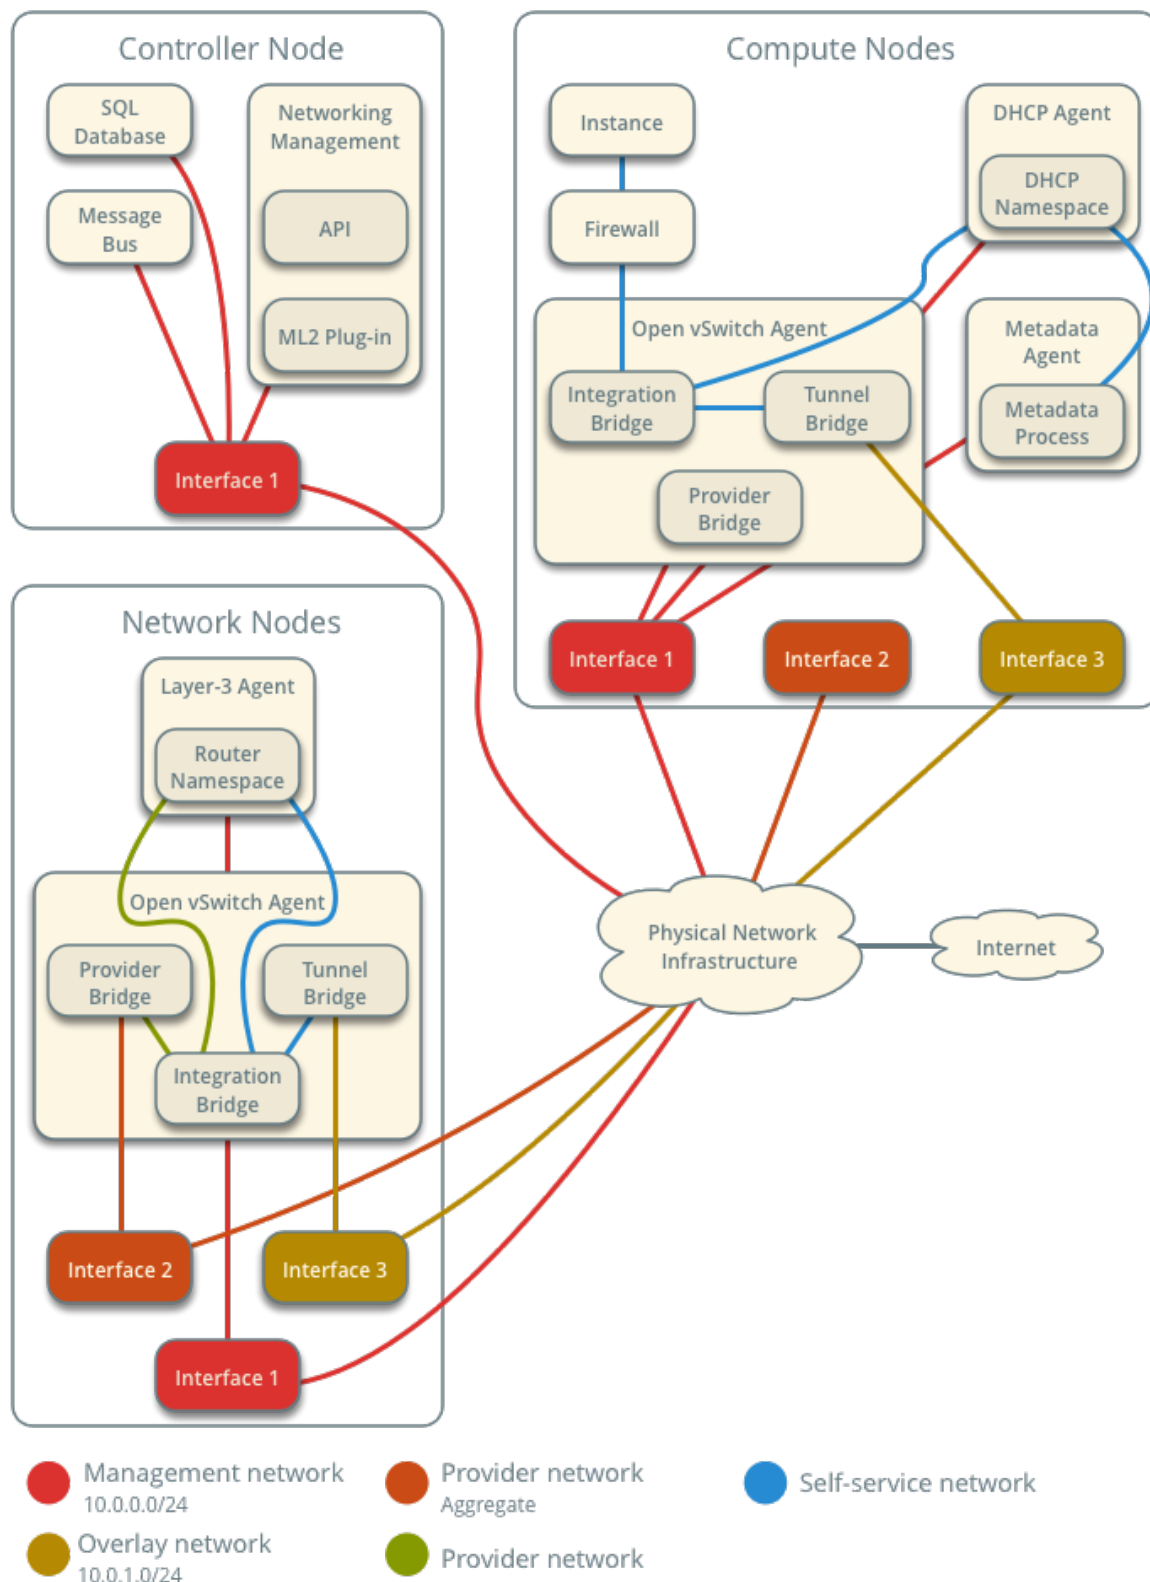 Controller Node
SQL
Database
Networking
Management
Message
Bus
API
ML2 Plug-in
Interface 1
Compute Nodes
Instance
DHCP Agent
DHCP
Namespace
Firewall
Open vSwitch Agent
Metadata
Agent
Integration
Bridge
Tunnel
Bridge
Metadata
Process
Provider
Bridge
Interface 1
Interface 2
Interface 3
Network Nodes
Layer-3 Agent
Router
Namespace
Open vSwitch Agent
Provider
Bridge
Tunnel
Bridge
Integration
Bridge
Interface 2
Interface 3
Interface 1
Physical Network
Infrastructure
Internet
Management network
10.0.0.0/24
Provider network
Aggregate
Self-service network
Overlay network
10.0.1.0/24
Provider network